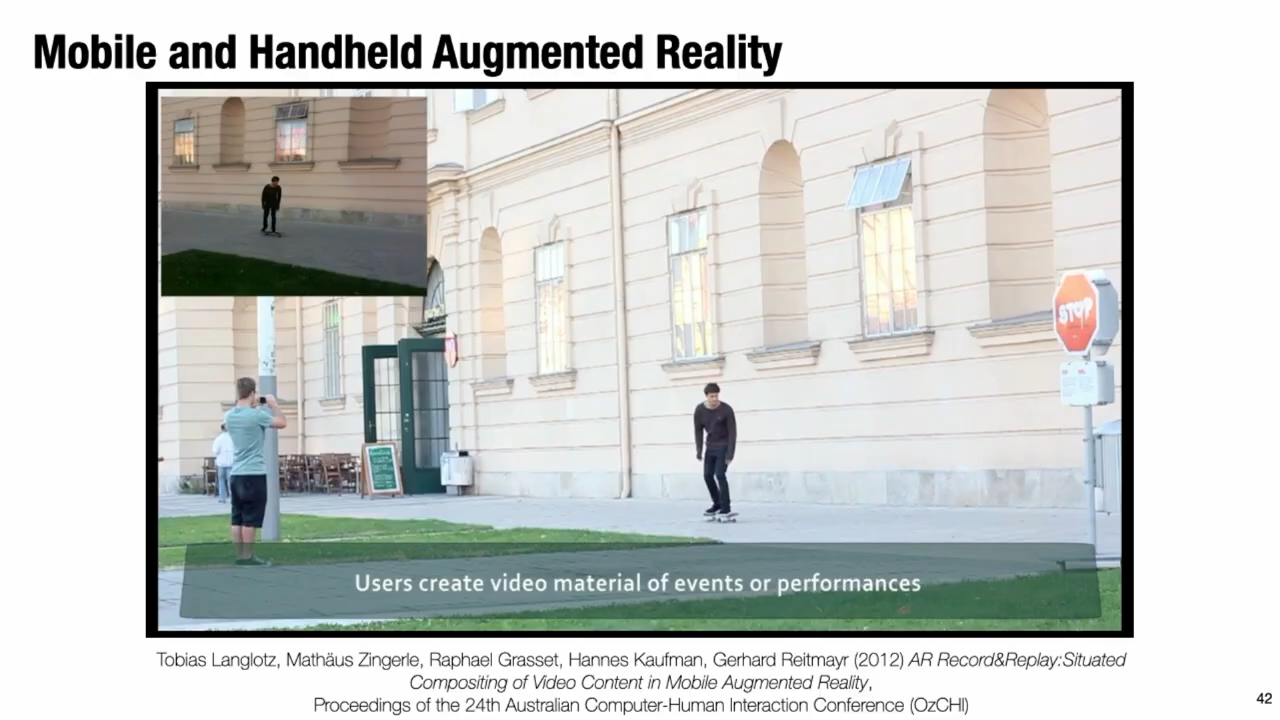 Mobile and Handheld Augmented Reality
STOP
Users create video material of events or performances
Tobias Langlotz, Mathäus Zingerle, Raphael Grasset, Hannes Kaufman, Gerhard Reitmayr (2012) AR Record&Replay:Situated
Compositing of Video Content in Mobile Augmented Reality,
Proceedings of the 24th Australian Computer-Human Interaction Conference (OzCHI)
42